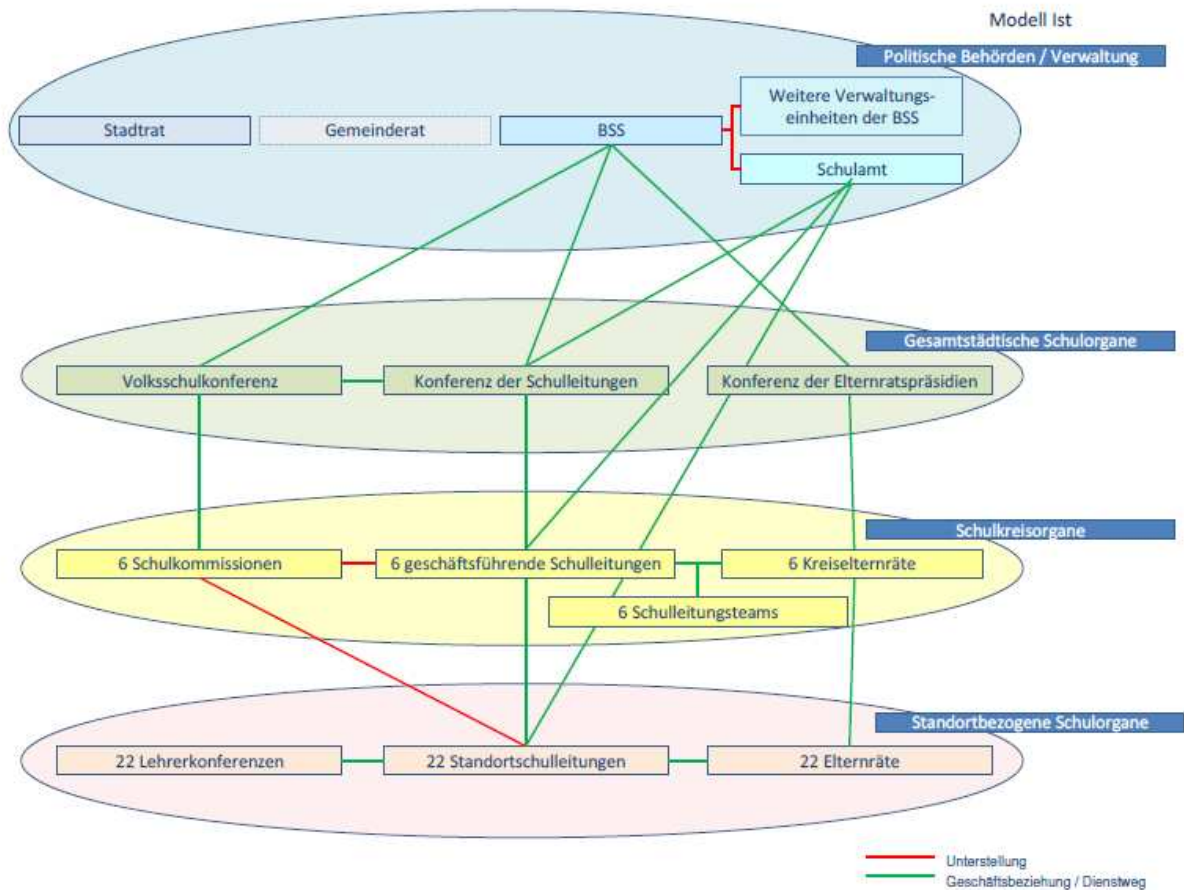 Modell Ist
Politische Behörden / Verwaltung
Stadtrat
Gemeinderat
BSS
Weitere Verwaltungs-
einheiten der BSS
Schulamt
Gesamtstädtische Schulorgane
Volksschulkonferenz
Konferenz der Schulleitungen
Konferenz der Elternratspräsidien
Schulkreisorgane
6 Schulkommissionen
6 geschäftsführende Schulleitungen
6 Kreiselternräte
6 Schulleitungsteams
Standortbezogene Schulorgane
22 Lehrerkonferenzen
22 Standortschulleitungen
22 Elternräte
Unterstellung
Geschäftsbeziehung / Dienstweg